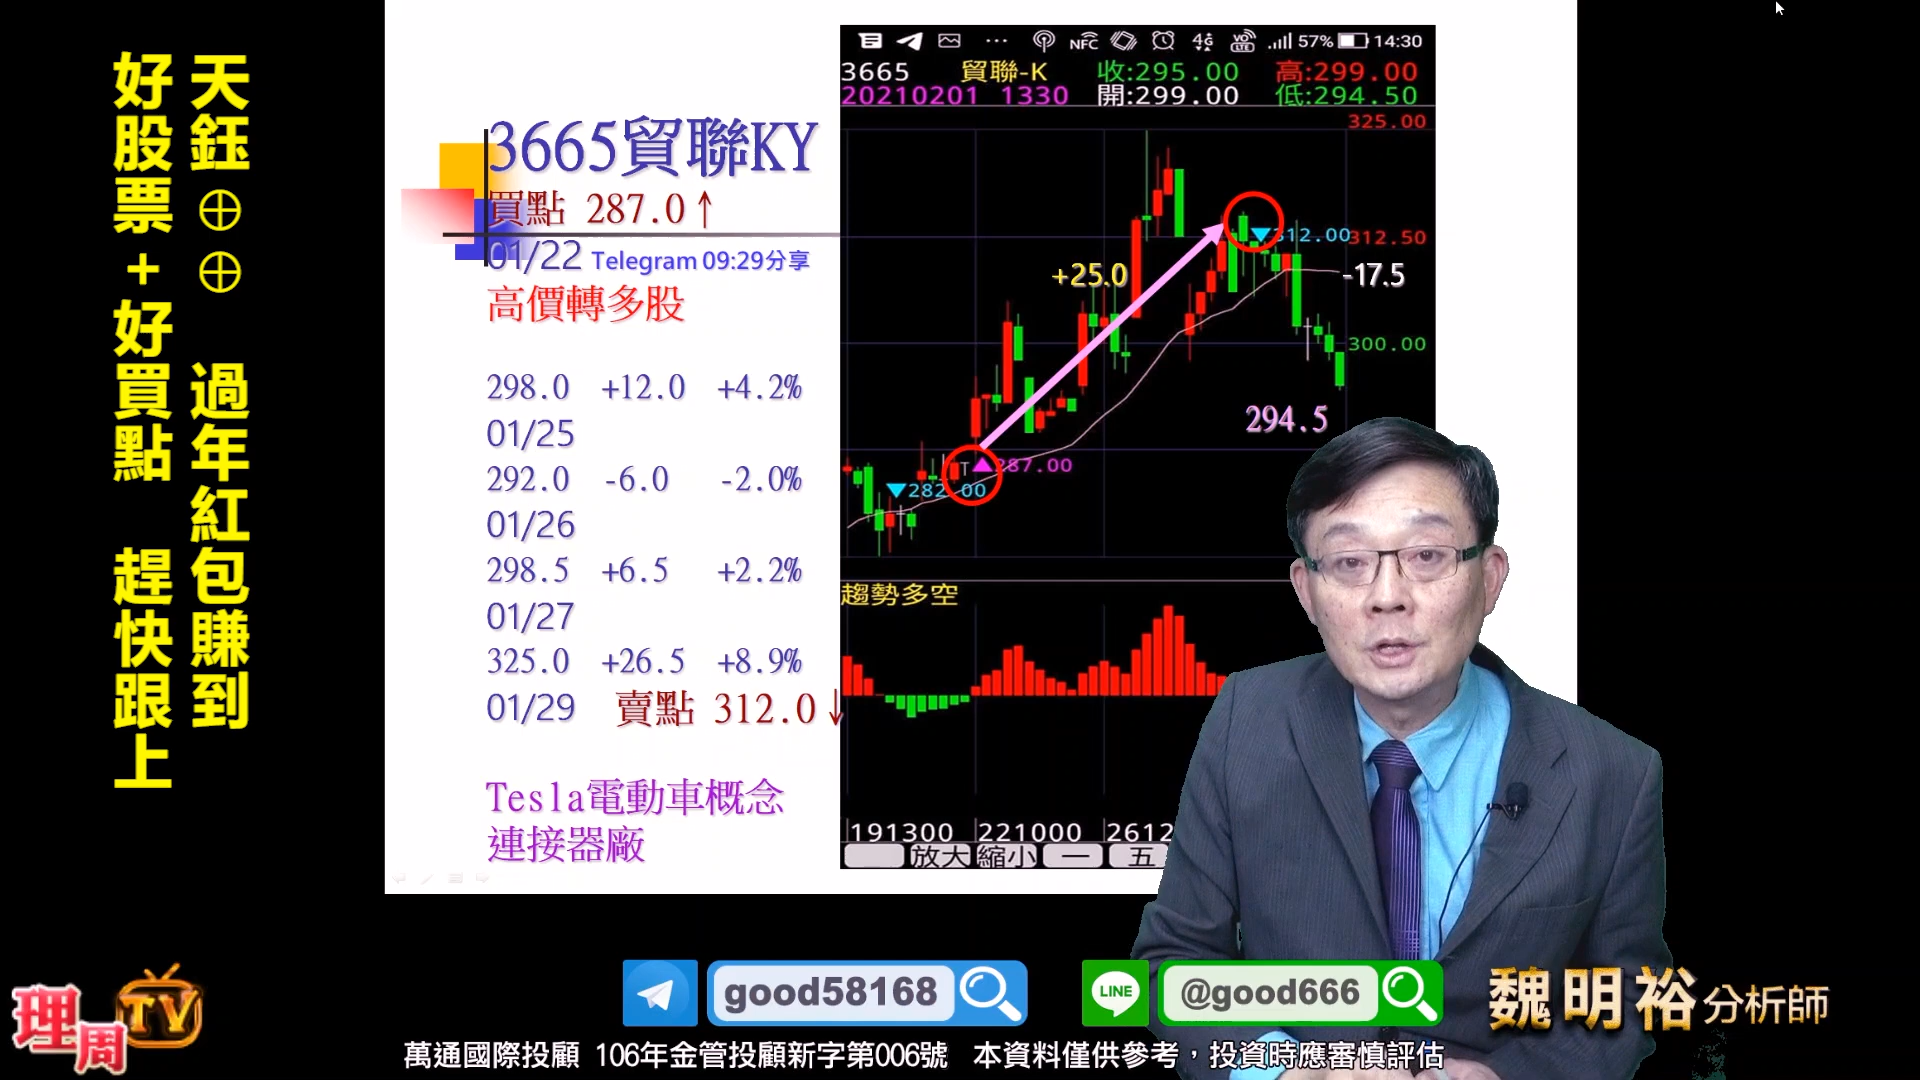 天鈺⊕⊕ 過年紅包賺到
好股票+好買點 趕快跟上
3665貿聯KY
買點 287.0↑
01/22 Telegram 09:29分享
高價轉多股
298.0 +12.0 +4.2%
01/25
292.0 -6.0 -2.0%
01/26
298.5 +6.5 +2.2%
01/27
325.0 +26.5 +8.9%
01/29 賣點 312.0↓
Tesla電動車概念
連接器廠
NFC 4G VO LTE 57% 14:30
3665 貿聯-K 收:295.00 高:299.00
20210201 1330 開:299.00 低:294.50
325.00
312.00 312.50
+25.0 -17.5
300.00
294.5
287.00
282.00
趨勢多空
191300 221000 2612
放大 縮小 一 五
理周TV
good58168
LINE @good666
魏明裕分析師
萬通國際投顧 106年金管投顧新字第006號 本資料僅供參考,投資時應審慎評估